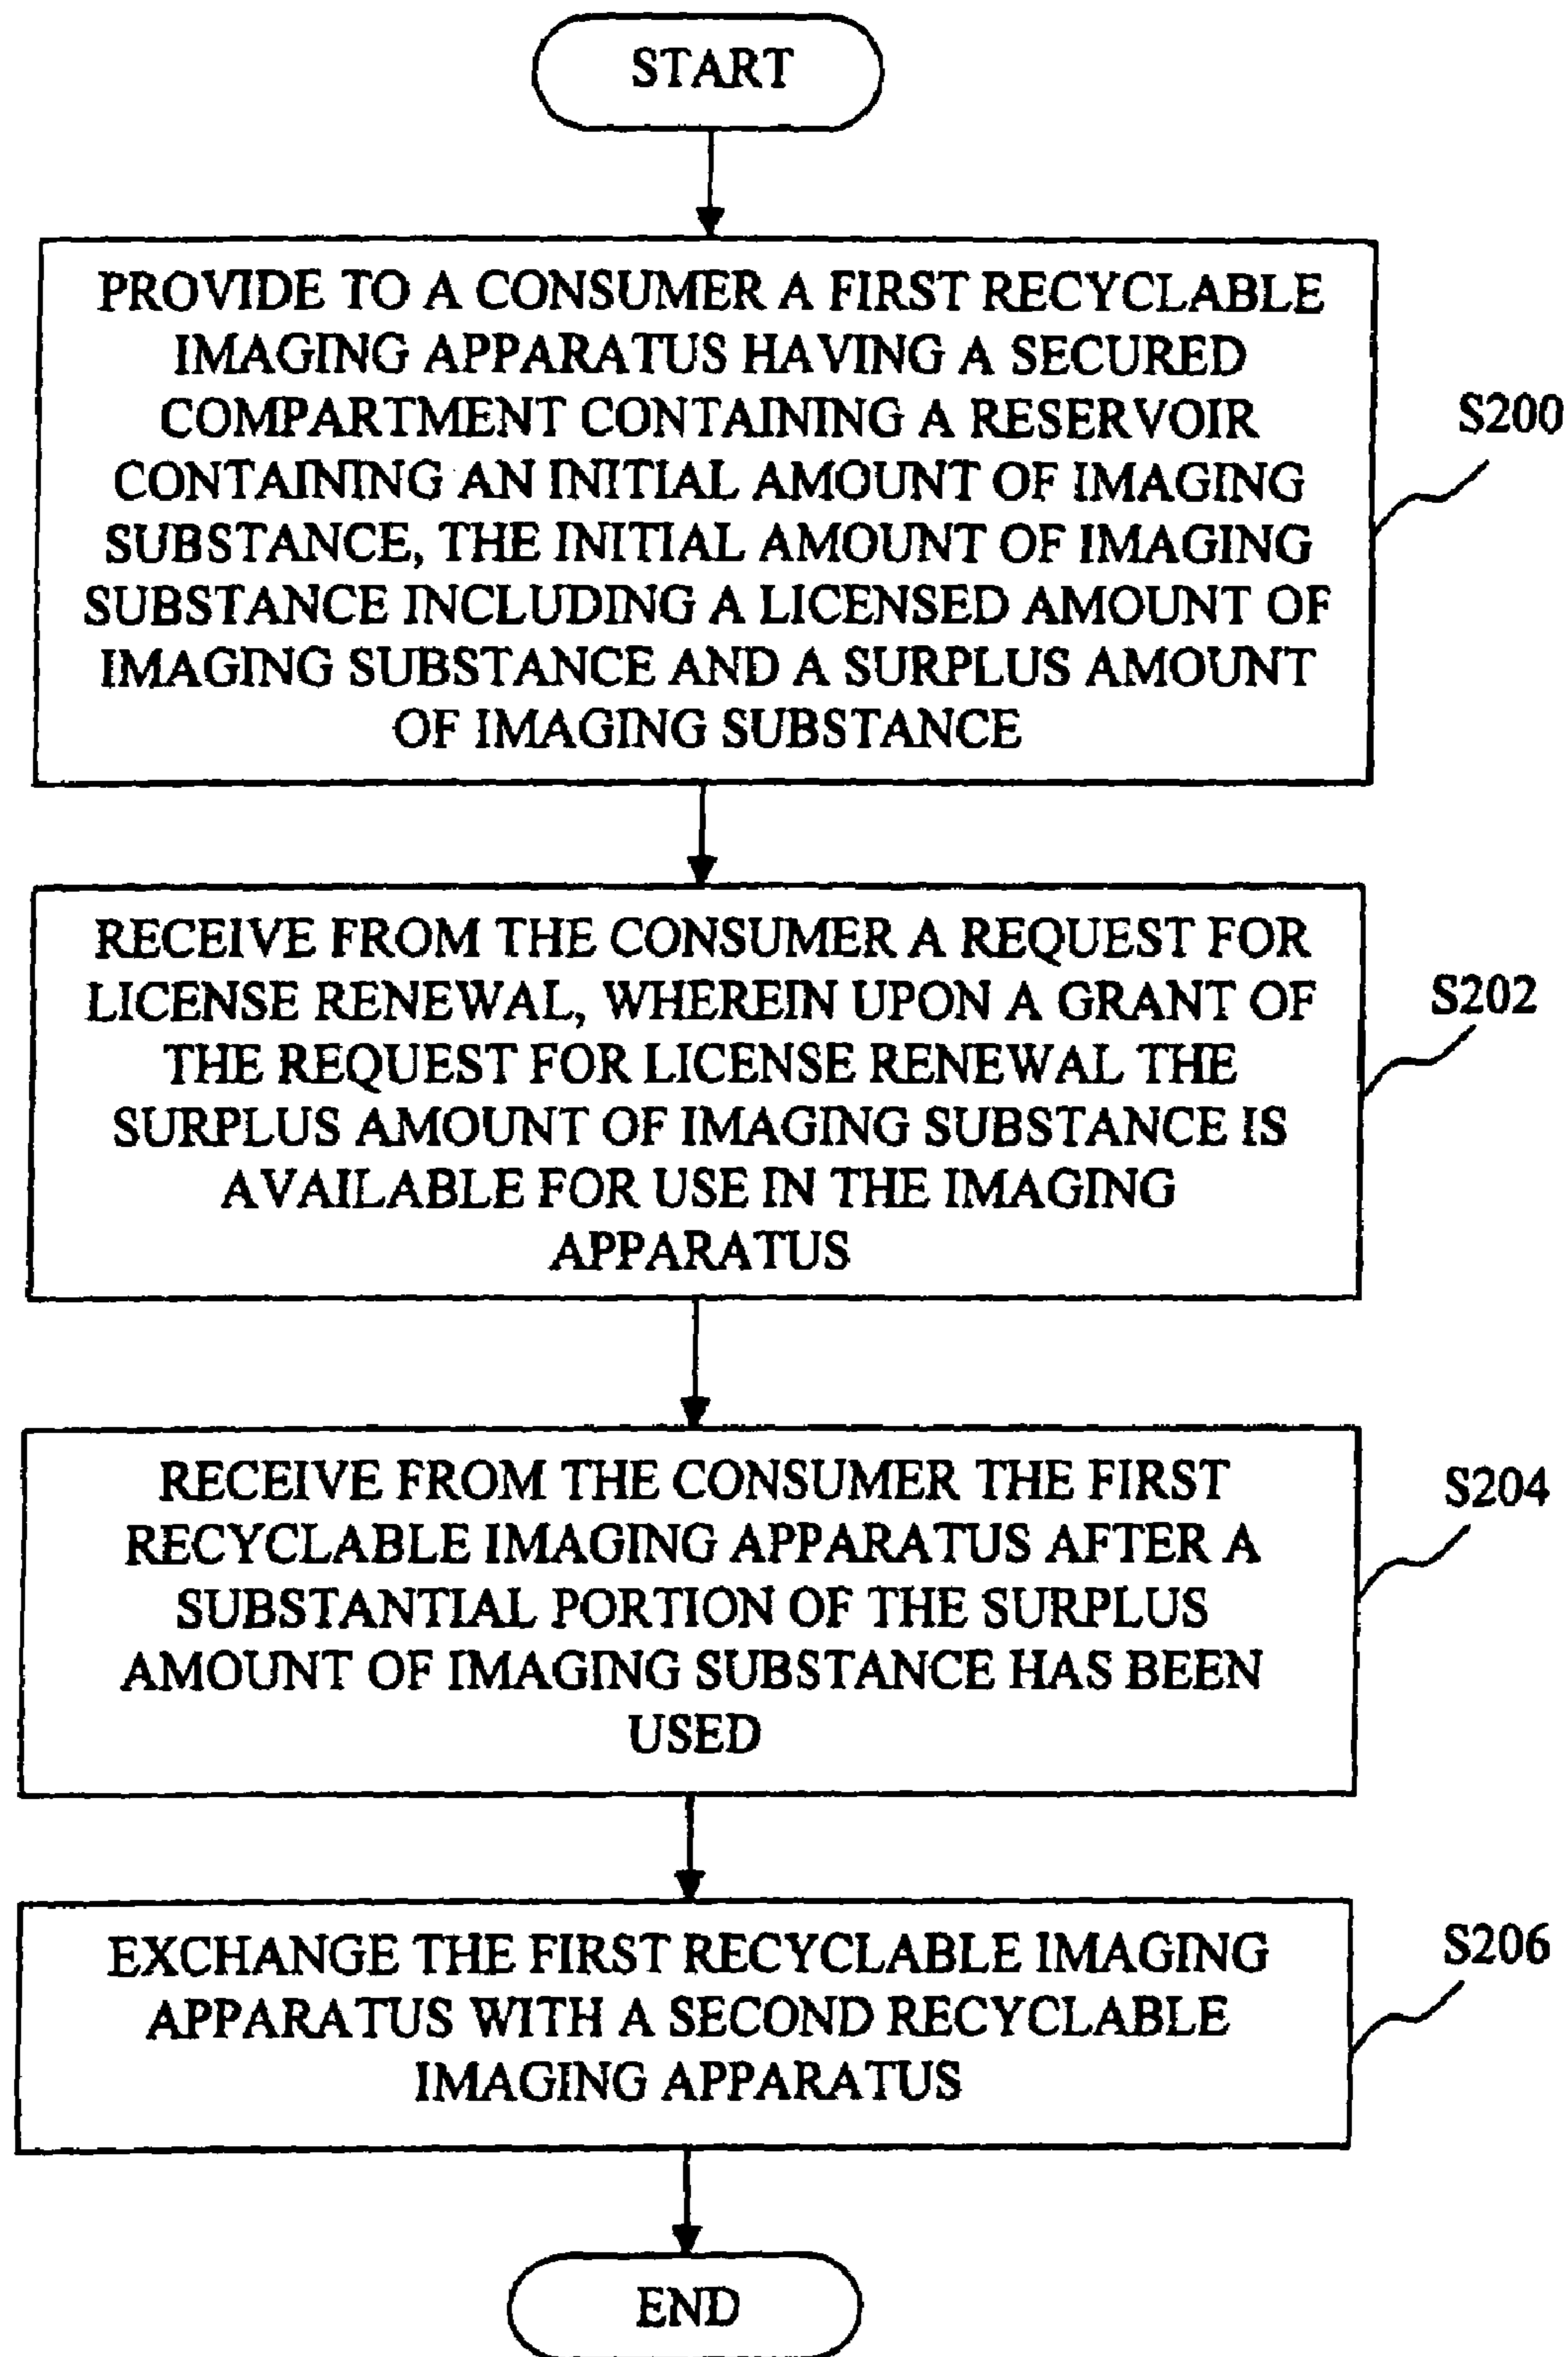 START
PROVIDE TO A CONSUMER A FIRST RECYCLABLE
IMAGING APPARATUS HAVING A SECURED
COMPARTMENT CONTAINING A RESERVOIR
CONTAINING AN INITIAL AMOUNT OF IMAGING
SUBSTANCE, THE INITIAL AMOUNT OF IMAGING
SUBSTANCE INCLUDING A LICENSED AMOUNT OF
IMAGING SUBSTANCE AND A SURPLUS AMOUNT
OF IMAGING SUBSTANCE
S200
RECEIVE FROM THE CONSUMER A REQUEST FOR
LICENSE RENEWAL, WHEREIN UPON A GRANT OF
THE REQUEST FOR LICENSE RENEWAL THE
SURPLUS AMOUNT OF IMAGING SUBSTANCE IS
AVAILABLE FOR USE IN THE IMAGING
APPARATUS
S202
RECEIVE FROM THE CONSUMER THE FIRST
RECYCLABLE IMAGING APPARATUS AFTER A
SUBSTANTIAL PORTION OF THE SURPLUS
AMOUNT OF IMAGING SUBSTANCE HAS BEEN
USED
S204
EXCHANGE THE FIRST RECYCLABLE IMAGING
APPARATUS WITH A SECOND RECYCLABLE
IMAGING APPARATUS
S206
END